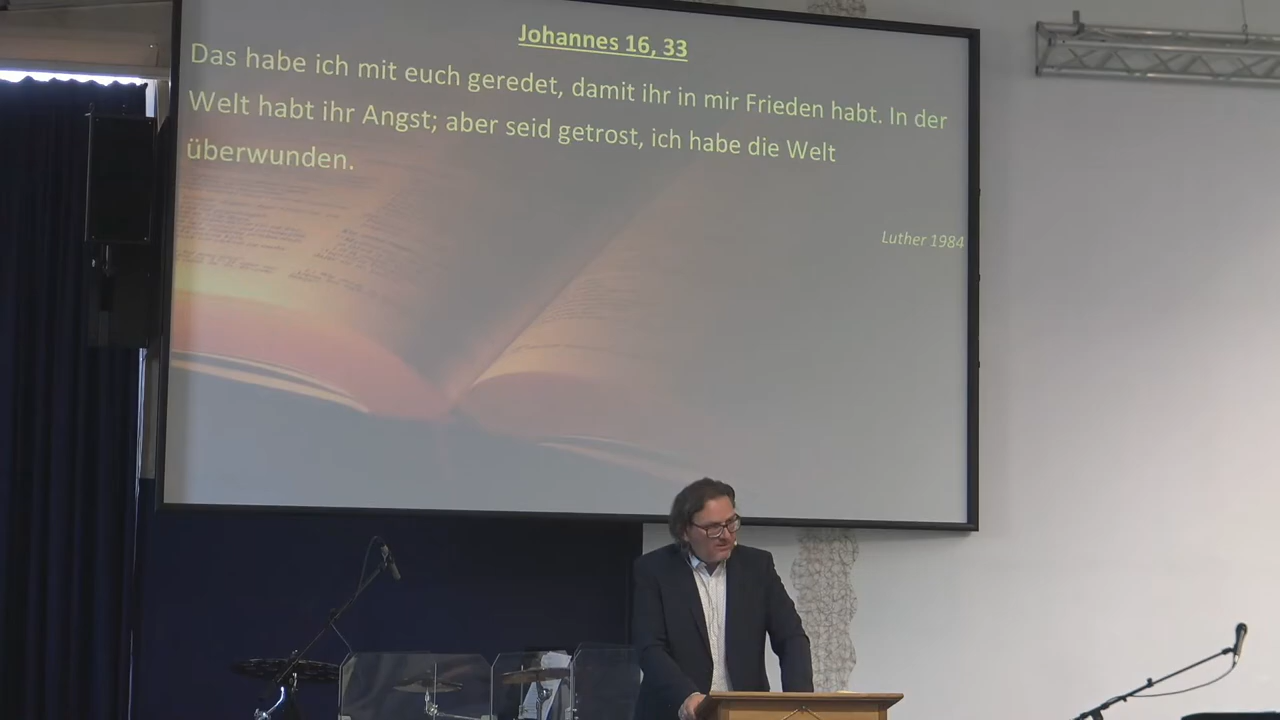 Johannes 16, 33
Das habe ich mit euch geredet, damit ihr in mir Frieden habt. In der
Welt habt ihr Angst; aber seid getrost, ich habe die Welt
überwunden.
Luther 1984